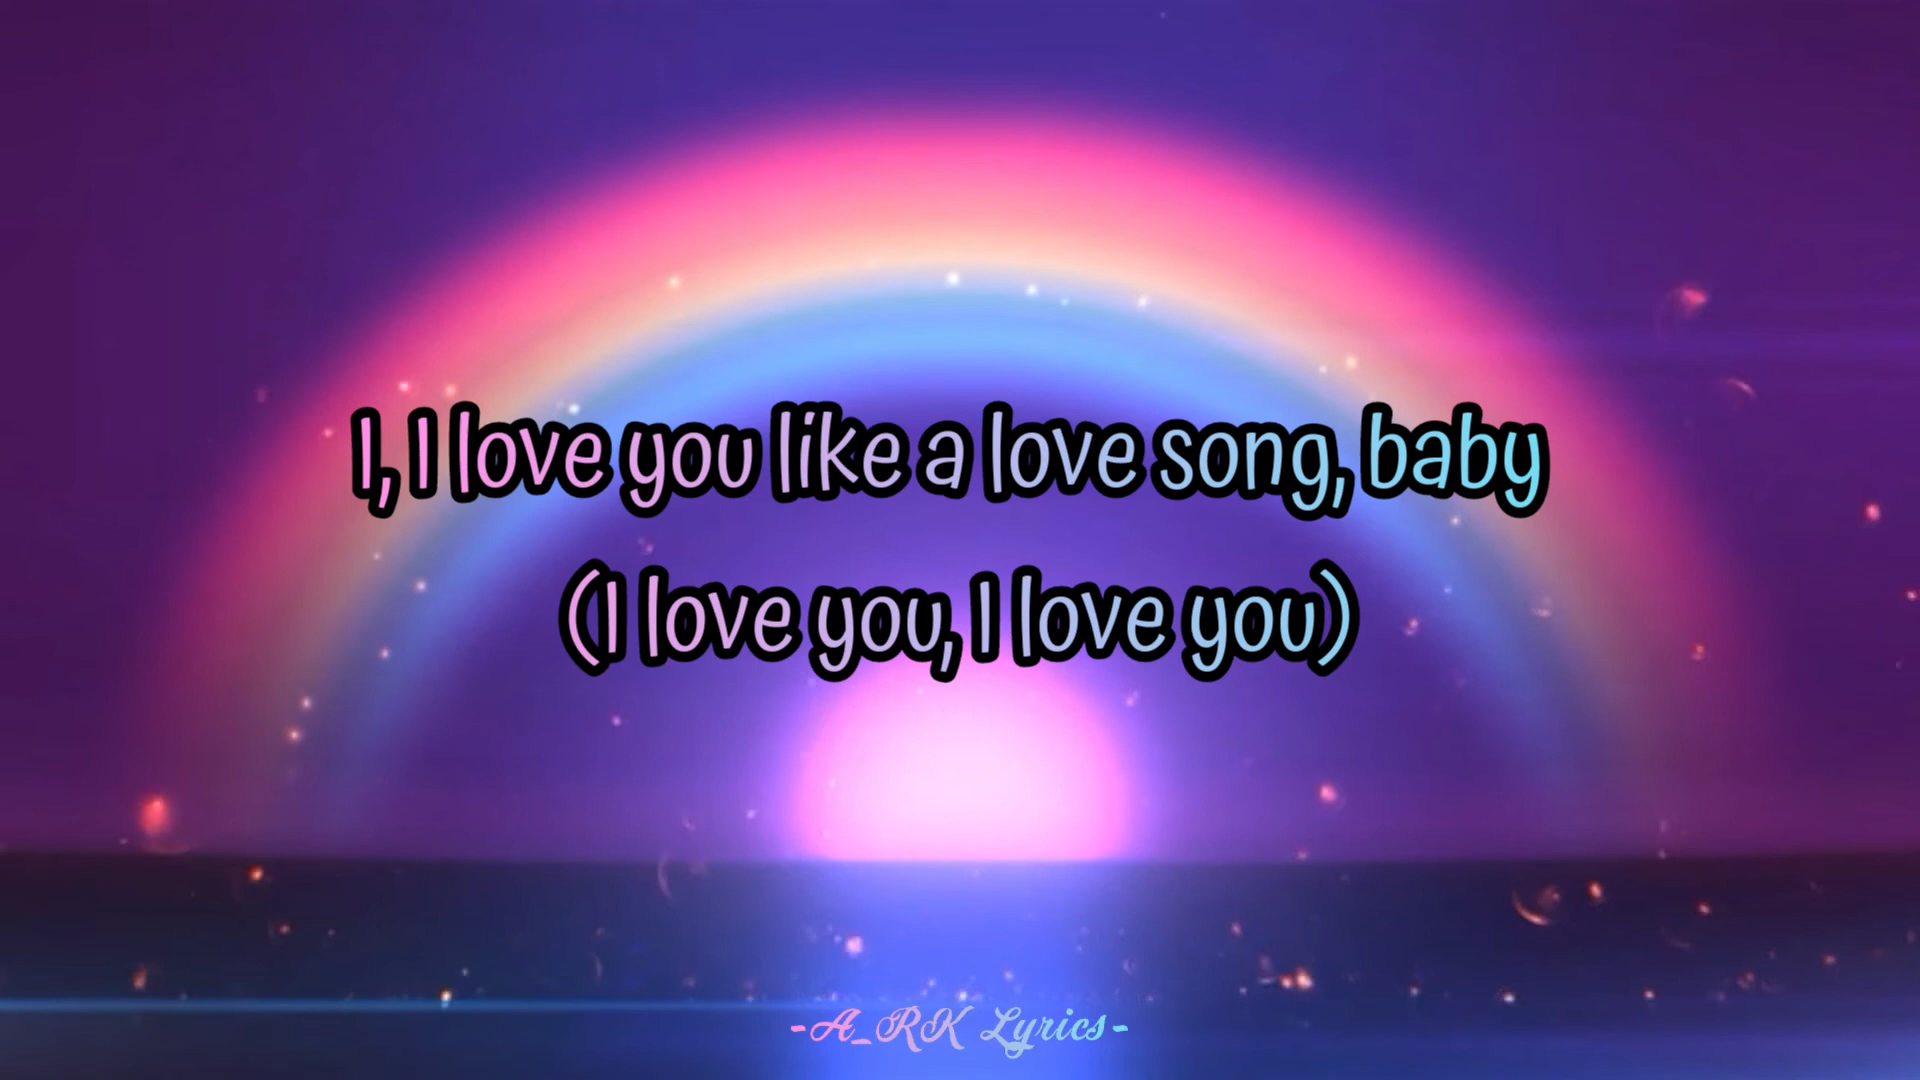 I, I love you like a love song, baby
(I love you, I love you)
-A_RK Lyrics-